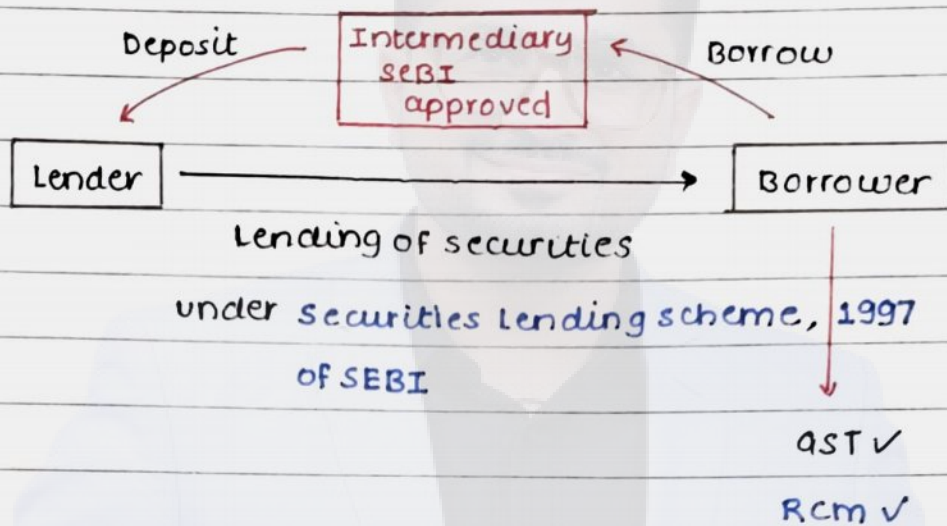 Deposit
Intermediary
SEBI
approved
Borrow
Lender
Borrower
Lending of securities
under securities Lending scheme, 1997
of SEBI
GST ✓
RCM ✓